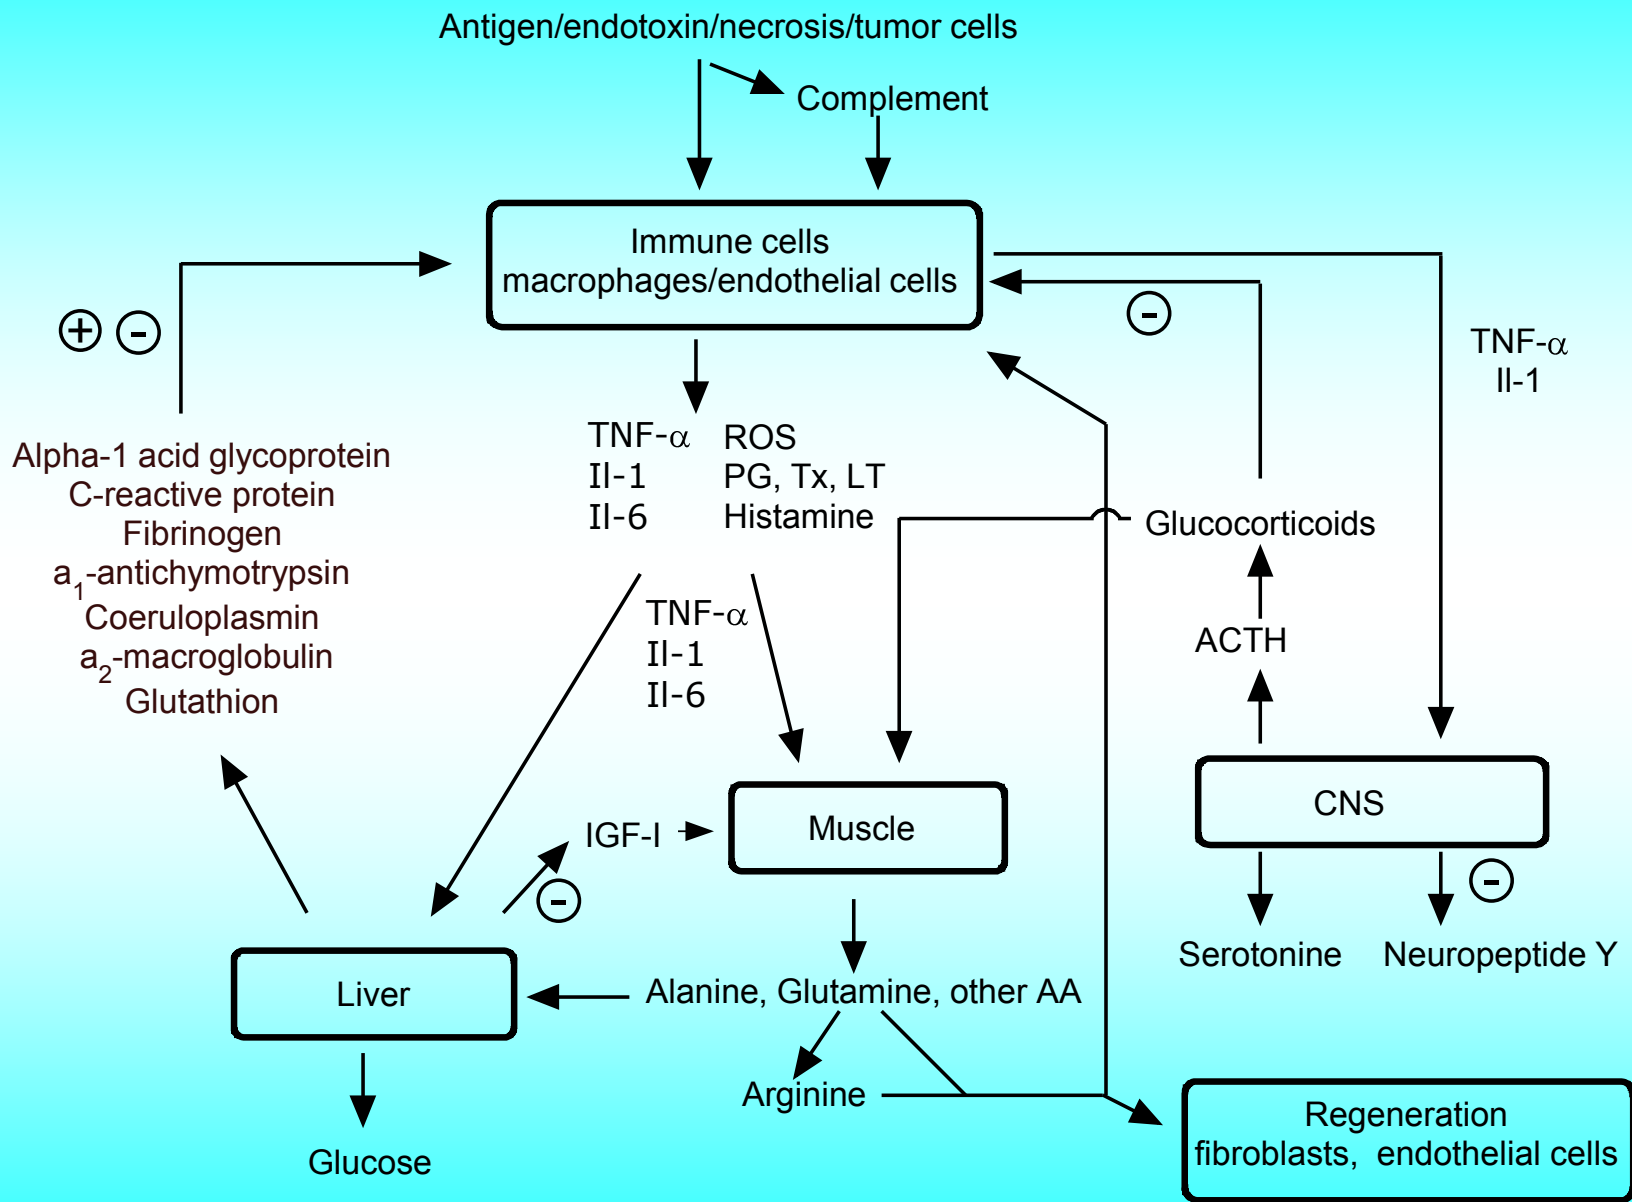 Antigen/endotoxin/necrosis/tumor cells
Complement
Immune cells
macrophages/endothelial cells
+ -
-
TNF-α
Il-1
TNF-α
Il-1
Il-6
ROS
PG, Tx, LT
Histamine
Alpha-1 acid glycoprotein
C-reactive protein
Fibrinogen
a1-antichymotrypsin
Coeruloplasmin
a2-macroglobulin
Glutathion
Glucocorticoids
TNF-α
Il-1
Il-6
ACTH
CNS
Muscle
IGF-I
-
-
Serotonine
Neuropeptide Y
Liver
Alanine, Glutamine, other AA
Arginine
Regeneration
fibroblasts, endothelial cells
Glucose